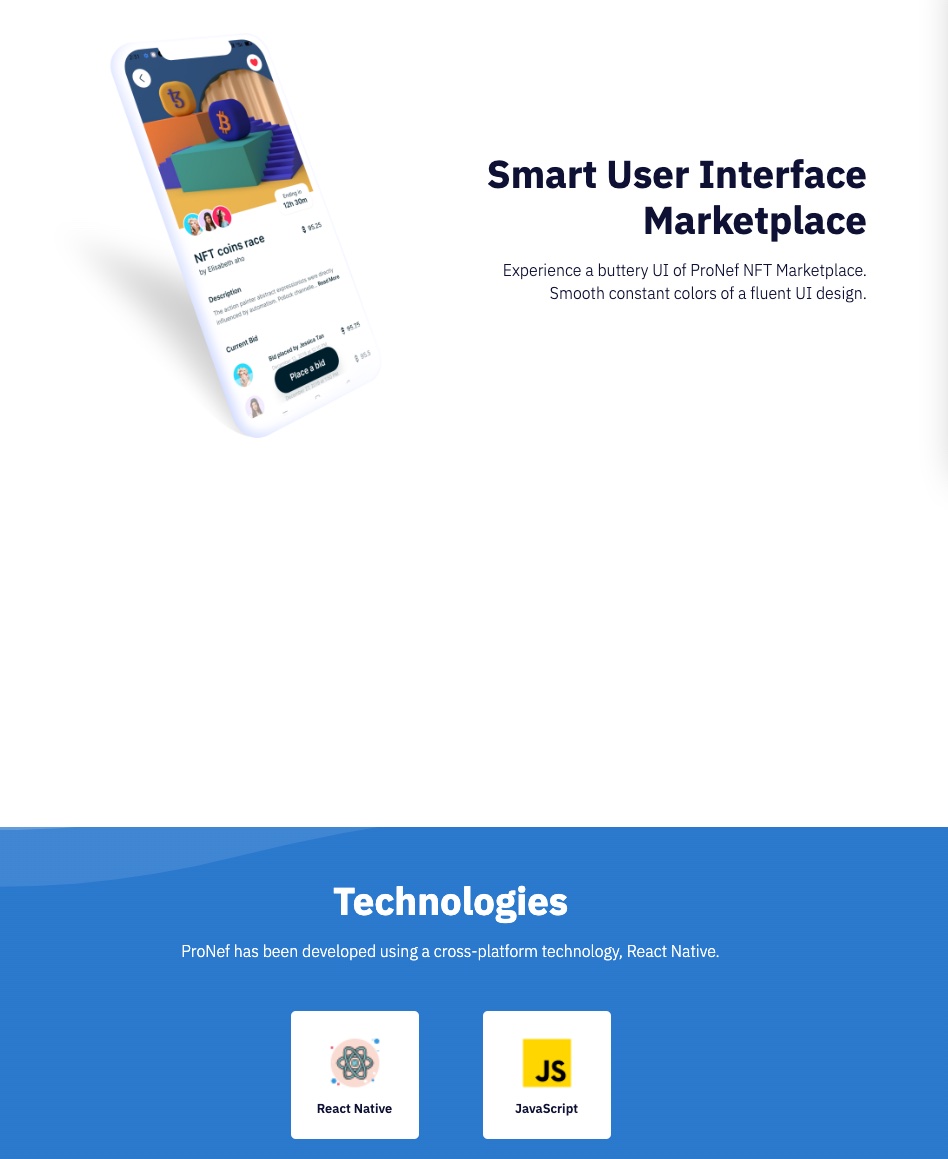 Smart User Interface
Marketplace
Experience a buttery UI of ProNef NFT Marketplace.
Smooth constant colors of a fluent UI design.
Ending in
12h 30m
NFT coins race
95.25
by Elisabeth aho
Description
The action painter abstract expressionists were directly
influenced by automatism. Pollock channelle... Read More
Current Bid
Bid placed by Jessica Tan
95.25
Place a bid
95.5
Technologies
ProNef has been developed using a cross-platform technology, React Native.
JS
React Native
JavaScript